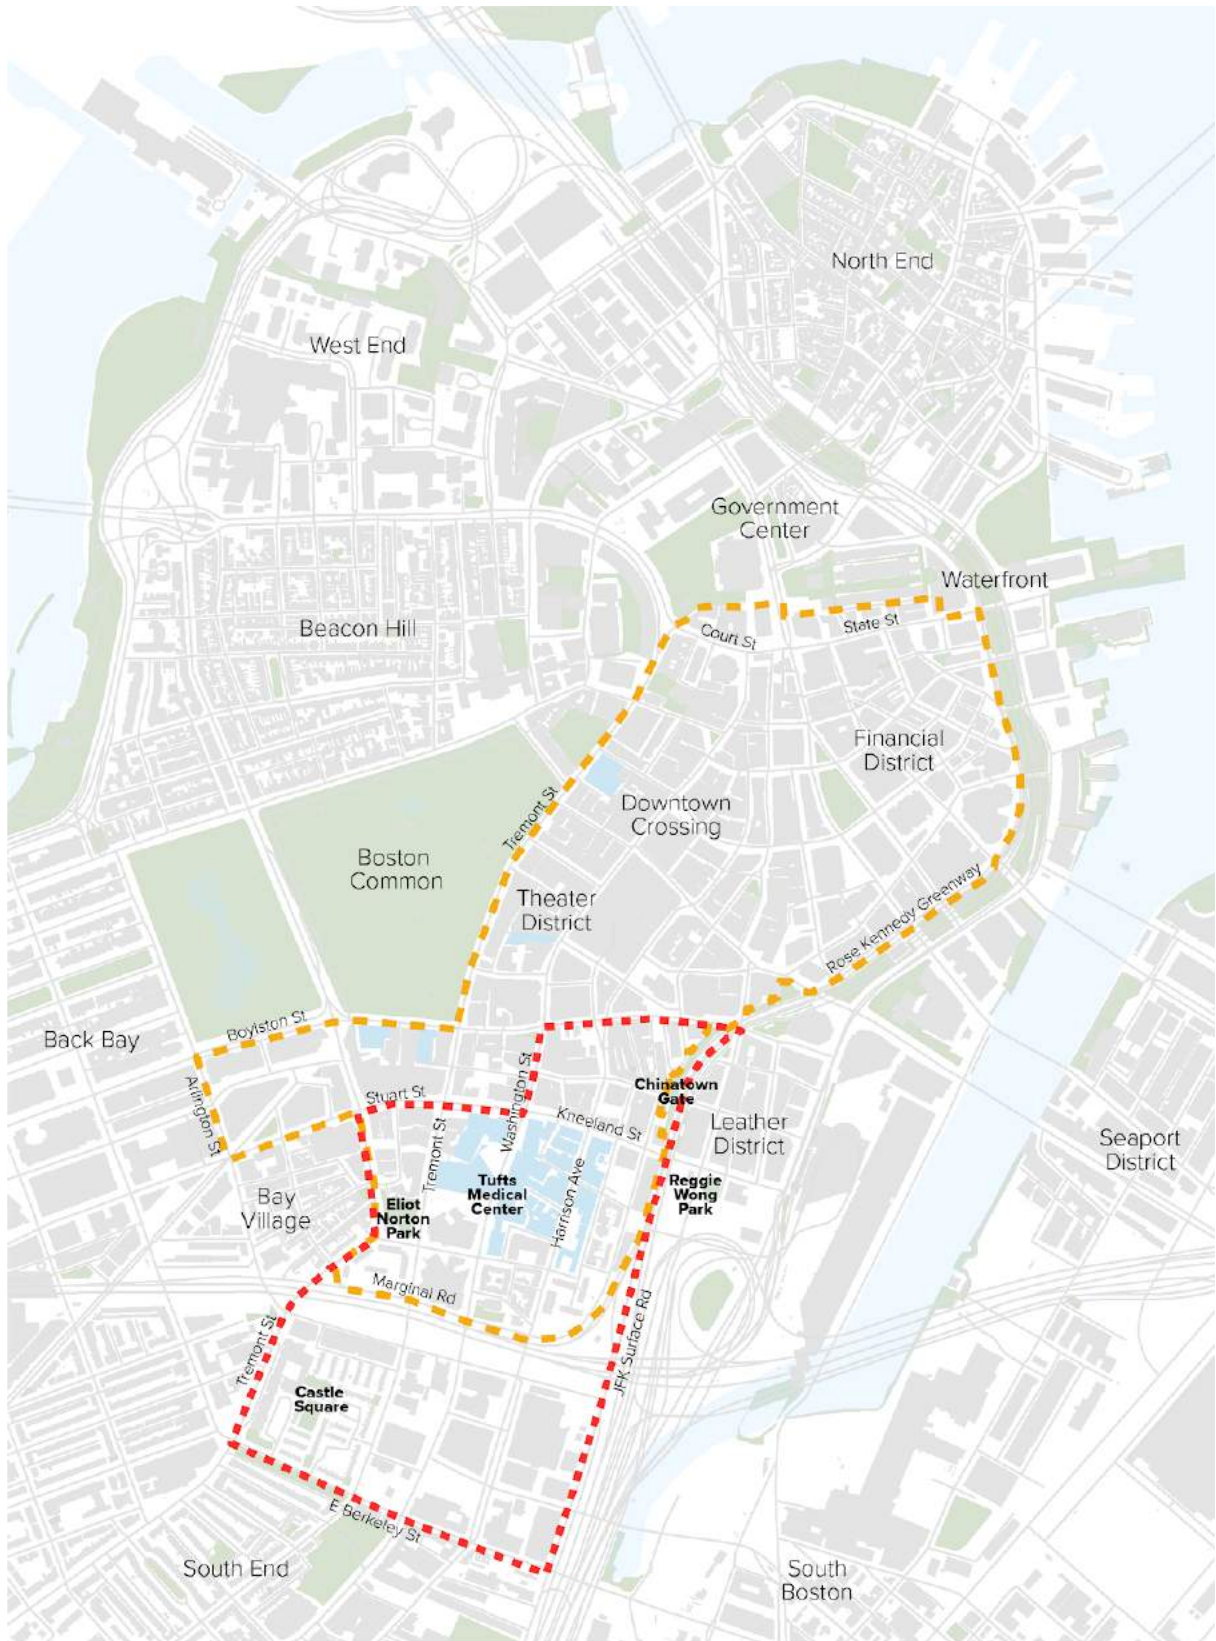 North End
West End
Government
Center
Waterfront
Beacon Hill
Court St
State St
Financial
District
Downtown
Crossing
Tremont St
Boston
Common
Theater
District
Rose Kennedy Greenway
Back Bay
Boylston St
Arlington St
Stuart St
Washington St
Chinatown
Gate
Kneeland St
Leather
District
Seaport
District
Tremont St
Tufts
Medical
Center
Harrison Ave
Reggie
Wong
Park
Bay
Village
Eliot
Norton
Park
Marginal Rd
JFK Surface Rd
Tremont St
Castle
Square
E Berkeley St
South End
South
Boston